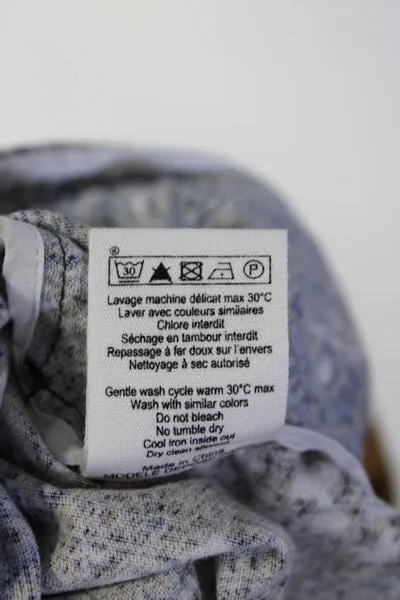 ®
30 P
Lavage machine délicat max 30°C
Laver avec couleurs similaires
Chlore interdit
Séchage en tambour interdit
Repassage à fer doux sur l'envers
Nettoyage à sec autorisé
Gentle wash cycle warm 30°C max
Wash with similar colors
Do not bleach
No tumble dry
Cool iron inside out
Dry clean allowed
Made in China
MODELE